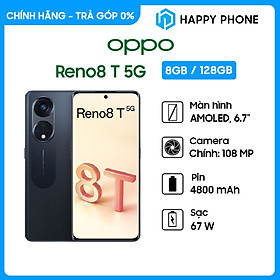 CHÍNH HÃNG - TRẢ GÓP 0%
HAPPY PHONE
oppo
Reno8 T 5G
8GB / 128GB
Reno8 T 5G
8T
Màn hình
AMOLED, 6.7"
Camera
Chính: 108 MP
Pin
4800 mAh
Sạc
67 W